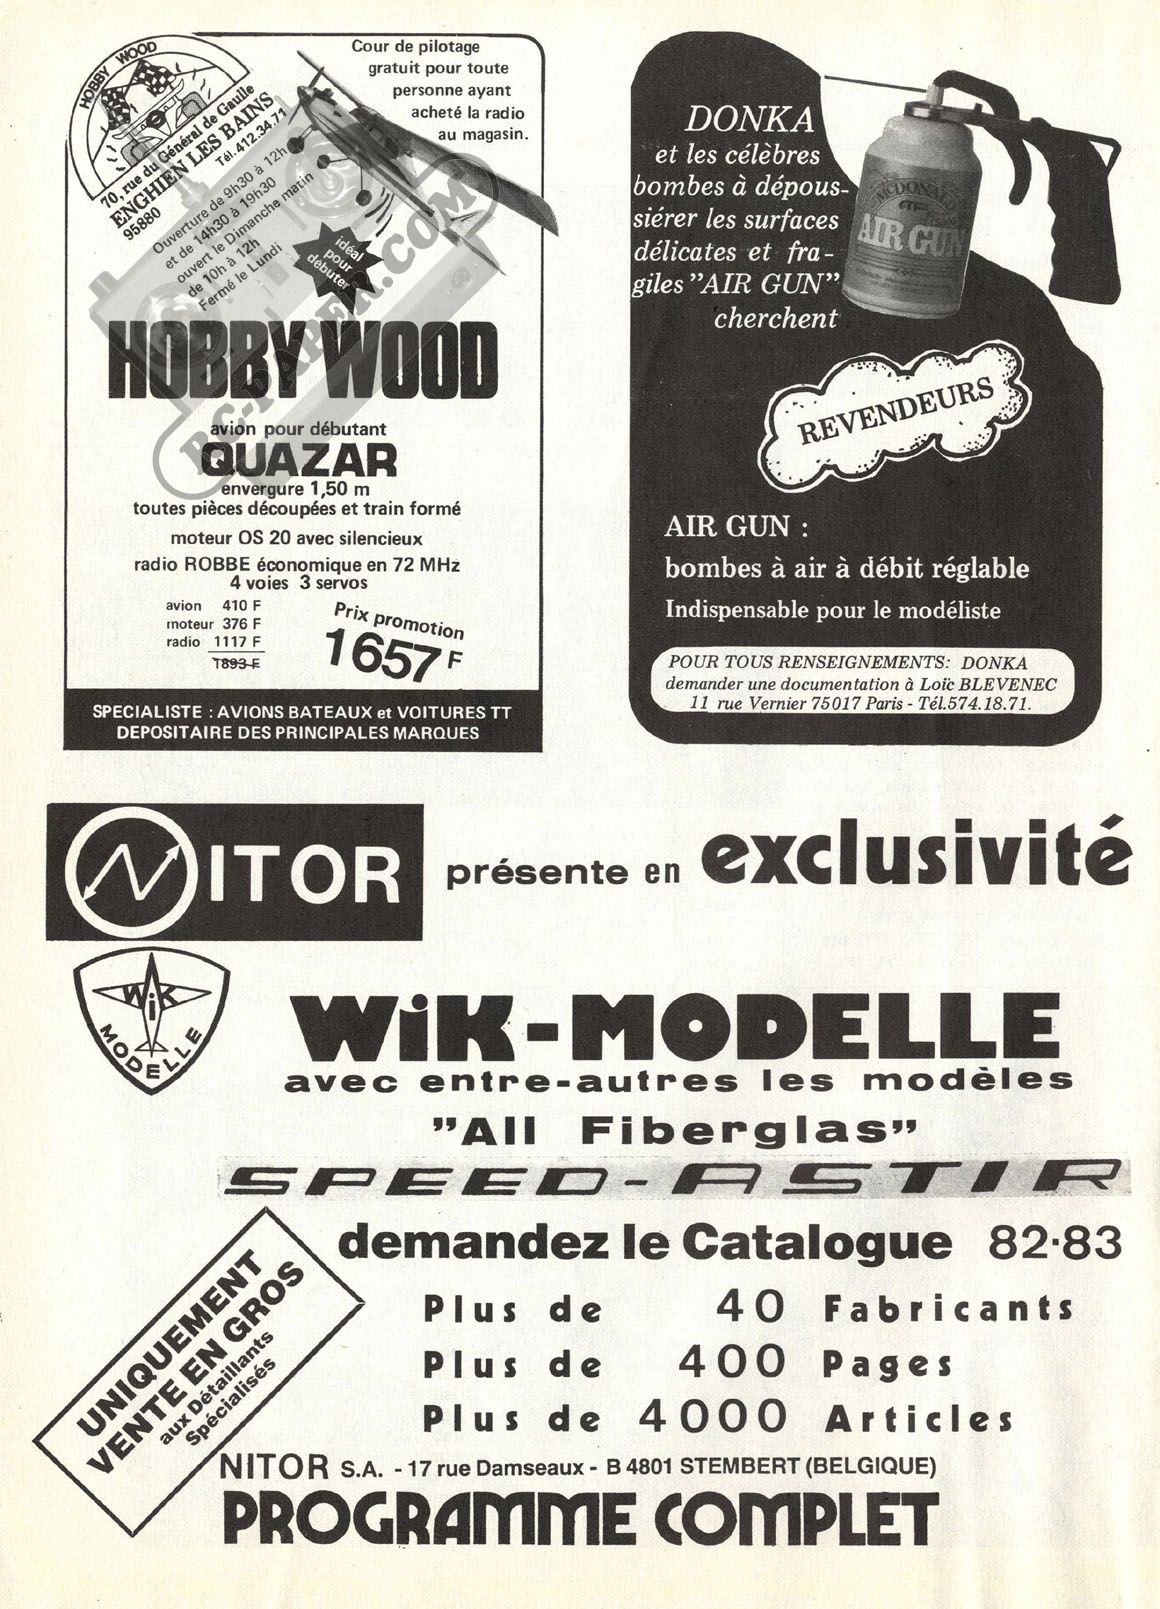 HOBBY WOOD
70, rue du Général de Gaulle
ENGHIEN LES BAINS
95880
Tél. 412.34.71
Ouverture de 9h30 à 12h
et de 14h30 à 19h30
ouvert le Dimanche matin
de 10h à 12h
Fermé le Lundi
Cour de pilotage
gratuit pour toute
personne ayant
acheté la radio
au magasin.
idéal
pour
débuter
HOBBY WOOD
RC-PAPER.COM
avion pour débutant
QUAZAR
envergure 1,50 m
toutes pièces découpées et train formé
moteur OS 20 avec silencieux
radio ROBBE économique en 72 MHz
4 voies 3 servos
avion 410 F
moteur 376 F
radio 1117 F
1893 F
Prix promotion
1657 F
SPECIALISTE : AVIONS BATEAUX et VOITURES TT
DEPOSITAIRE DES PRINCIPALES MARQUES
DONKA
et les célèbres
bombes à dépous-
siérer les surfaces
délicates et fra-
giles "AIR GUN"
cherchent
MCDONALD
AIR GUN
REVENDEURS
AIR GUN :
bombes à air à débit réglable
Indispensable pour le modéliste
POUR TOUS RENSEIGNEMENTS: DONKA
demander une documentation à Loïc BLEVENEC
11 rue Vernier 75017 Paris - Tél.574.18.71.
NITOR présente en exclusivité
WiK
MODELLE
WiK-MODELLE
avec entre-autres les modèles
"All Fiberglas"
SPEED-ASTIR
demandez le Catalogue 82-83
Plus de 40 Fabricants
Plus de 400 Pages
Plus de 4000 Articles
UNIQUEMENT
VENTE EN GROS
aux Détaillants
Spécialisés
NITOR S.A. - 17 rue Damseaux - B 4801 STEMBERT (BELGIQUE)
PROGRAMME COMPLET